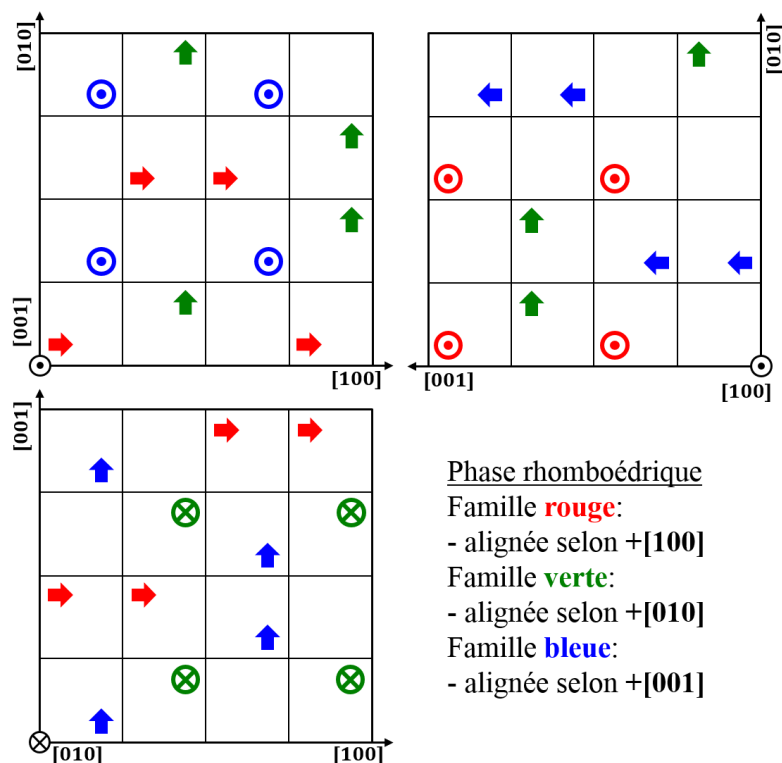 [010]
[001]
[100]
[010]
[001]
[100]
[001]
[010]
[100]
Phase rhomboédrique
Famille rouge:
- alignée selon +[100]
Famille verte:
- alignée selon +[010]
Famille bleue:
- alignée selon +[001]